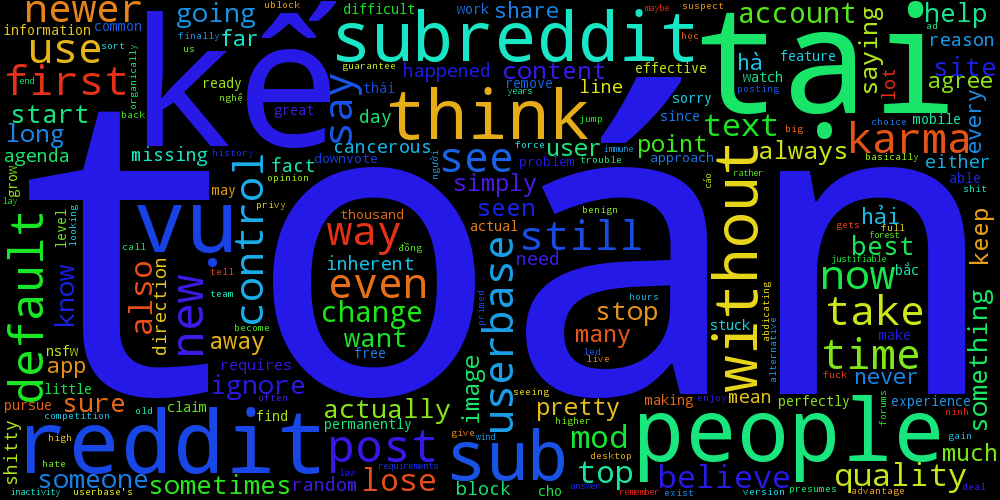 newer
going
ublock
difficult
work
share
maybe
suspect
account
help
information
common
kế
subreddit
tại
ad
reason
use
sort
finally
us
far
guarantee
happened
content
effective
học
hà
feature
saying
site
first
end
organically
ready
nghệ
great
say
thái
think
remove
years
line
watch
posting
lot
agree
start
back
day
jump
sorry
since
text
big
choice
mobile
every
long
missing
history
cancerous
force
user
immune
point
always
karma
basically
agenda
fact
downvote
người
see
problem
trouble
approach
either
grow
control
opinion
simply
cáo
rather
able
shit
lay
may
privy
toán
default
level
looking
vụ
thousand
seen
benign
without
hải
full
keep
call
way
đồng
actual
still
gets
forest
know
also
direction
new
tell
team
inherent
need
userbase
best
justifiable
bắc
even
primed
hours
abdicating
now
nsfw
become
change
stop
stuck
take
app
away
want
many
alternative
make
little
requires
free
led
live
time
something
ignore
image
seeing
fuck
never
pursue
sure
claim
often
actually
pretty
making
enjoy
mean
perfectly
experience
competition
old
find
permanently
higher
forums
ninh
shitty
high
reddit
post
give
wind
mod
desktop
people
gain
much
hate
law
requirements
sub
top
believe
quality
someone
sometimes
random
lose
block
cho
answer
remember
exist
version
presumes
deal
inactivity
userbase's
advantage